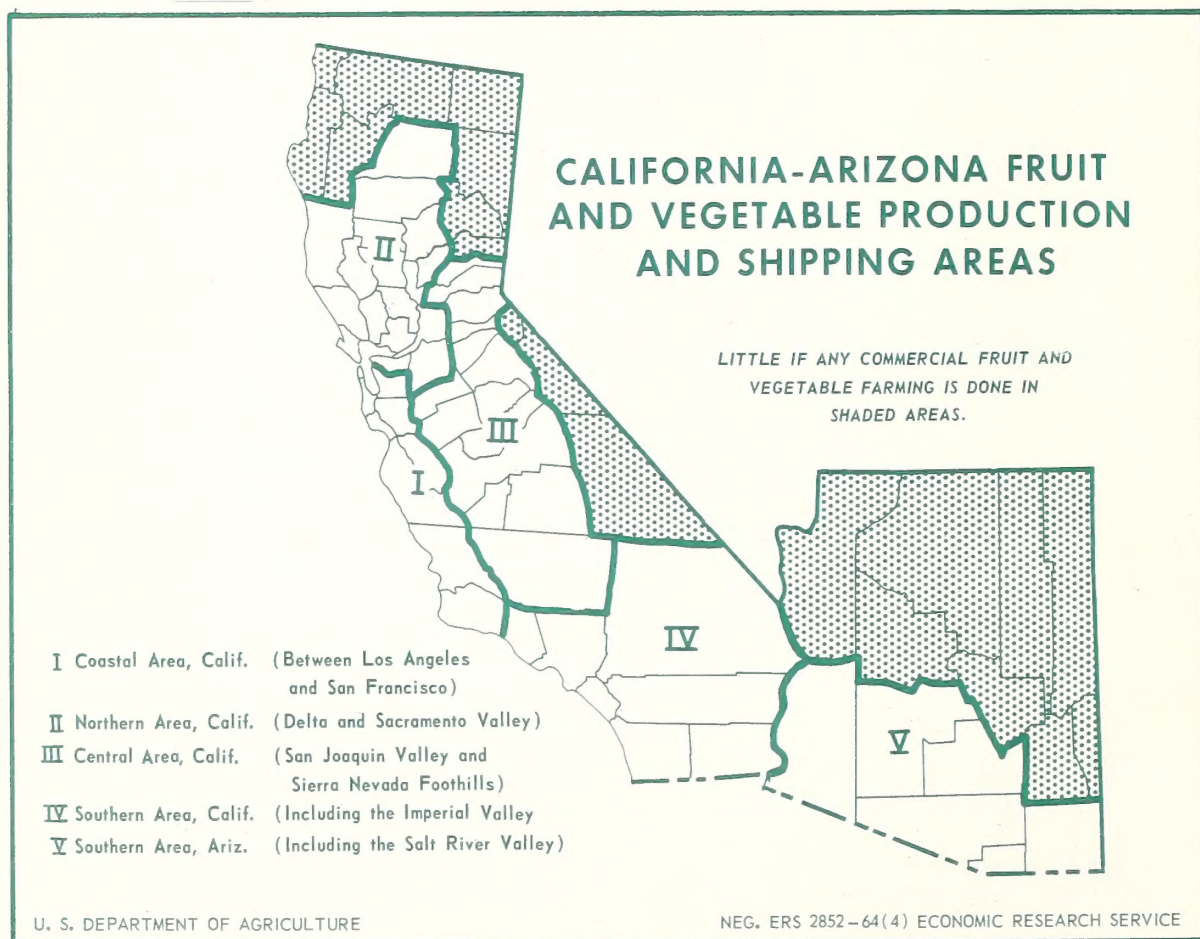 CALIFORNIA-ARIZONA FRUIT
AND VEGETABLE PRODUCTION
AND SHIPPING AREAS
LITTLE IF ANY COMMERCIAL FRUIT AND
VEGETABLE FARMING IS DONE IN
SHADED AREAS.
II
III
I
IV
V
I Coastal Area, Calif. (Between Los Angeles
and San Francisco)
II Northern Area, Calif. (Delta and Sacramento Valley)
III Central Area, Calif. (San Joaquin Valley and
Sierra Nevada Foothills)
IV Southern Area, Calif. (Including the Imperial Valley
V Southern Area, Ariz. (Including the Salt River Valley)
U. S. DEPARTMENT OF AGRICULTURE
NEG. ERS 2852-64(4) ECONOMIC RESEARCH SERVICE